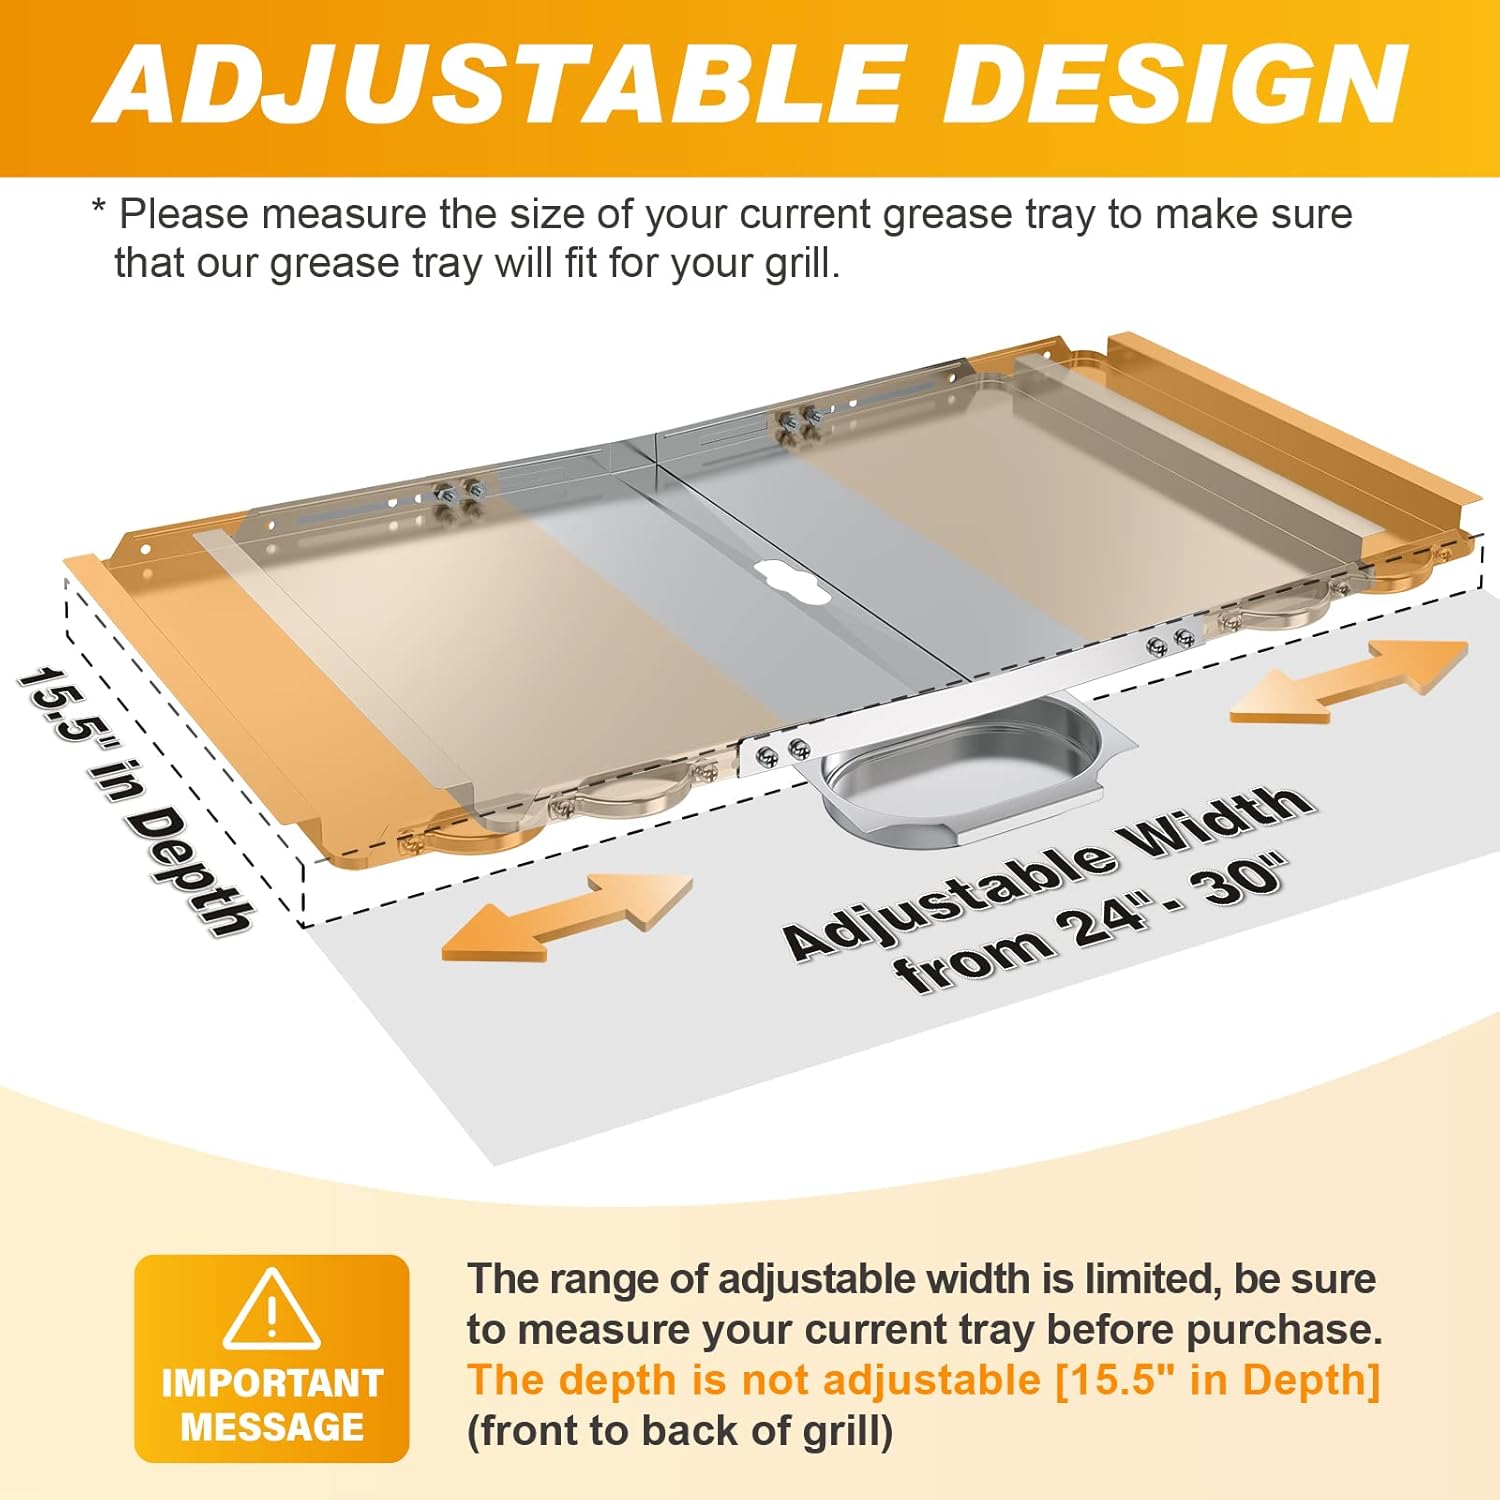 ADJUSTABLE DESIGN
* Please measure the size of your current grease tray to make sure
that our grease tray will fit for your grill.
15.5" in Depth
Adjustable Width
from 24"- 30"
IMPORTANT
MESSAGE
The range of adjustable width is limited, be sure
to measure your current tray before purchase.
The depth is not adjustable [15.5" in Depth]
(front to back of grill)